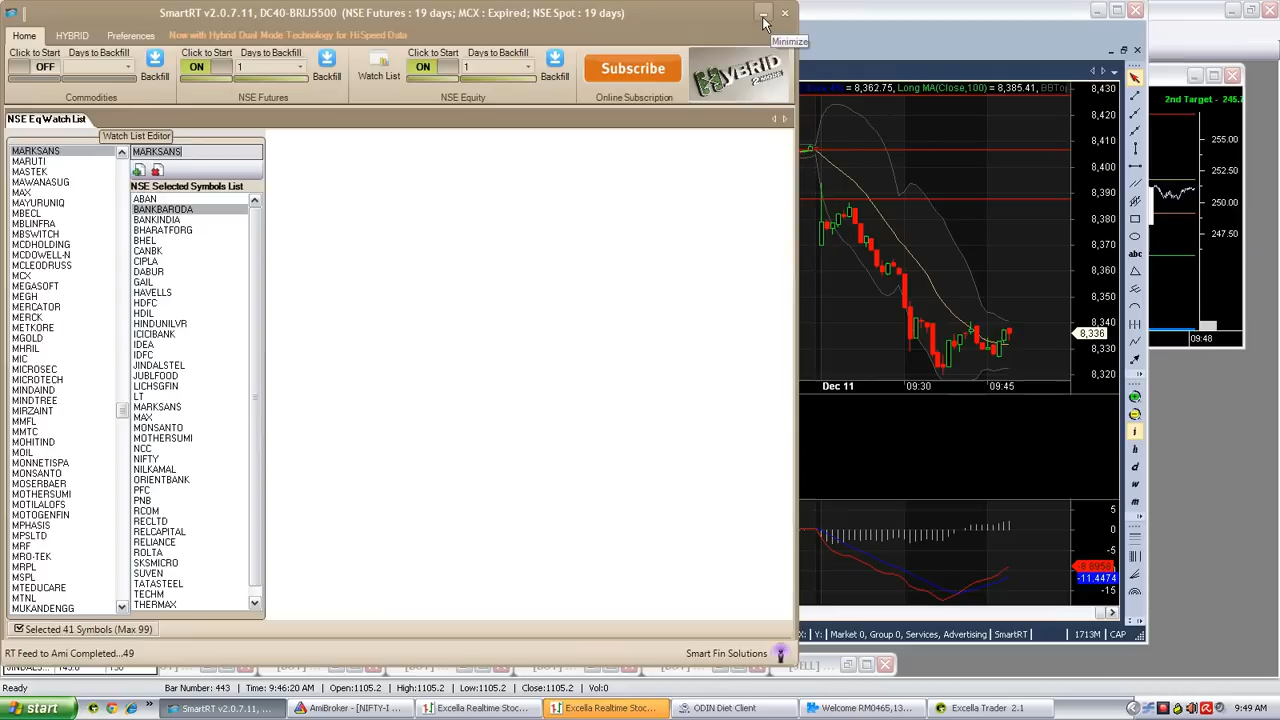 SmartRT v2.0.7.11, DC40-BRIJ5500 (NSE Futures : 19 days; MCX : Expired; NSE Spot : 19 days)
Minimize
Home HYBRID Preferences Now with Hybrid Dual Mode Technology for HiSpeed Data
Click to Start Days to Backfill Click to Start Days to Backfill Click to Start Days to Backfill
OFF Backfill ON 1 Backfill Watch List ON 1 Backfill Subscribe HYBRID
Commodities NSE Futures NSE Equity Online Subscription
NSE EqWatch List
Watch List Editor
MARKSANS
MARUTI
MASTEK
MAWANASUG
MAX
MAYURUNIQ
MBECL
MBLINFRA
MBSWITCH
MCDHOLDING
MCDOWELL-N
MCLEODRUSS
MCX
MEGASOFT
MEGH
MERCATOR
MERCK
METKORE
MGOLD
MHRIL
MIC
MICROSEC
MICROTECH
MINDAIND
MINDTREE
MIRZAINT
MMFL
MMTC
MOHITIND
MOIL
MONNETISPA
MONSANTO
MOSERBAER
MOTHERSUMI
MOTILALOFS
MOTOGENFIN
MPHASIS
MPSLTD
MRF
MRO-TEK
MRPL
MSPL
MTEDUCARE
MTNL
MUKANDENGG
MARKSANS
NSE Selected Symbols List
ABAN
BANKBARODA
BANKINDIA
BHARATFORG
BHEL
CANBK
CIPLA
DABUR
GAIL
HAVELLS
HDFC
HDIL
HINDUNILVR
ICICIBANK
IDEA
IDFC
JINDALSTEL
JUBLFOOD
LICHSGFIN
LT
MARKSANS
MAX
MONSANTO
MOTHERSUMI
NCC
NIFTY
NILKAMAL
ORIENTBANK
PFC
PNB
RCOM
RECLTD
RELCAPITAL
RELIANCE
ROLTA
SKSMICRO
SUVEN
TATASTEEL
TECHM
THERMAX
Selected 41 Symbols (Max 99)
RT Feed to Ami Completed...49 Smart Fin Solutions
= 8,362.75, Long MA(Close,100) = 8,385.41, BBTop
8,430
8,410
8,400
8,390
8,380
8,370
8,360
8,350
8,340
8,336
8,330
8,320
Dec 11 09:30 09:45
5
0
-5
-11.4474
-15
abc
i
h
d
w
m
X: Y: Market 0, Group 0, Services, Advertising SmartRT 1713M CAP
2nd Target - 245.
255.00
252.50
250.00
247.50
09:48
[SELL]
Ready Bar Number: 443 Time: 9:46:20 AM Open:1105.2 High:1105.2 Low:1105.2 Close:1105.2 Vol:0
start SmartRT v2.0.7.11, ... AmiBroker - [NIFTY-I ... Excella Realtime Stoc... Excella Realtime Stoc... ODIN Diet Client Welcome RM0465,13... Excella Trader 2.1 9:49 AM